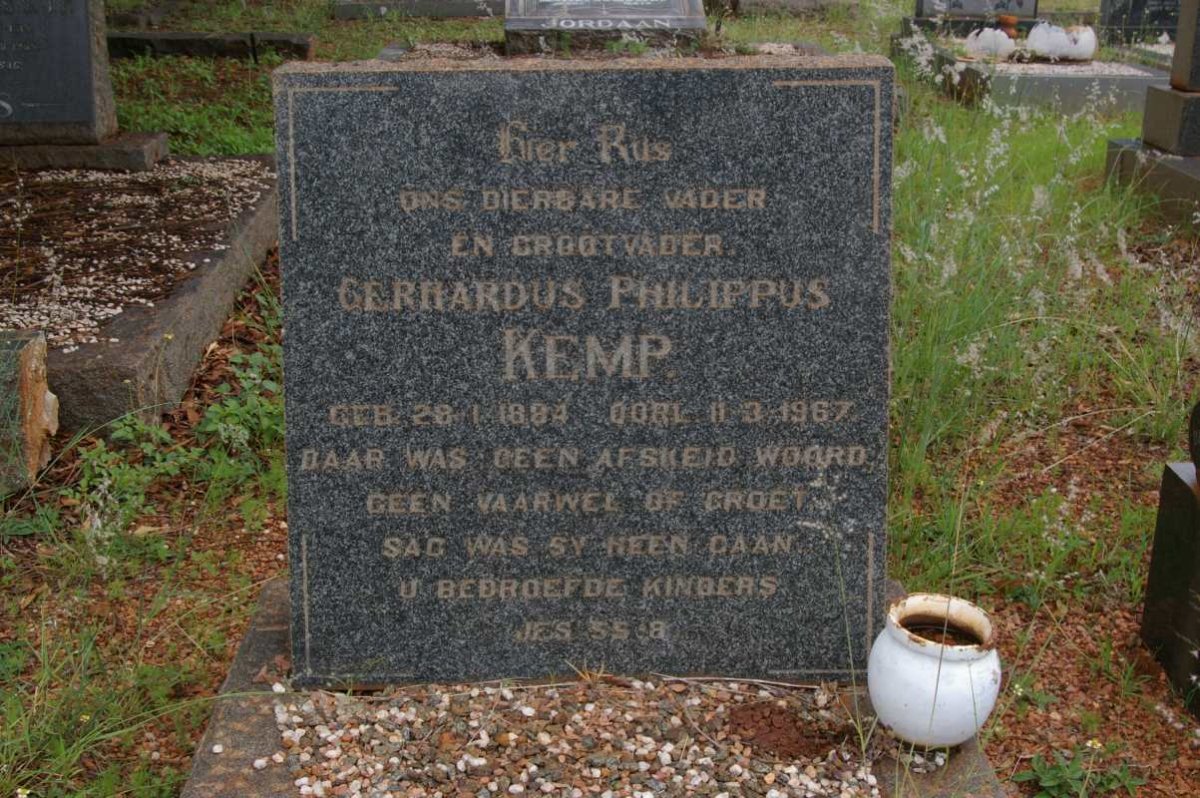 JORDAAN
Hier Rus
ONS DIERBARE VADER
EN GROOTVADER.
GERHARDUS PHILIPPUS
KEMP.
GEB. 28.1.1884 OORL. 11.3.1967.
DAAR WAS GEEN AFSKEID WOORD,
GEEN VAARWEL OF GROET
SAG WAS SY HEEN GAAN
U BEDROEFDE KINDERS
JES. 55:8